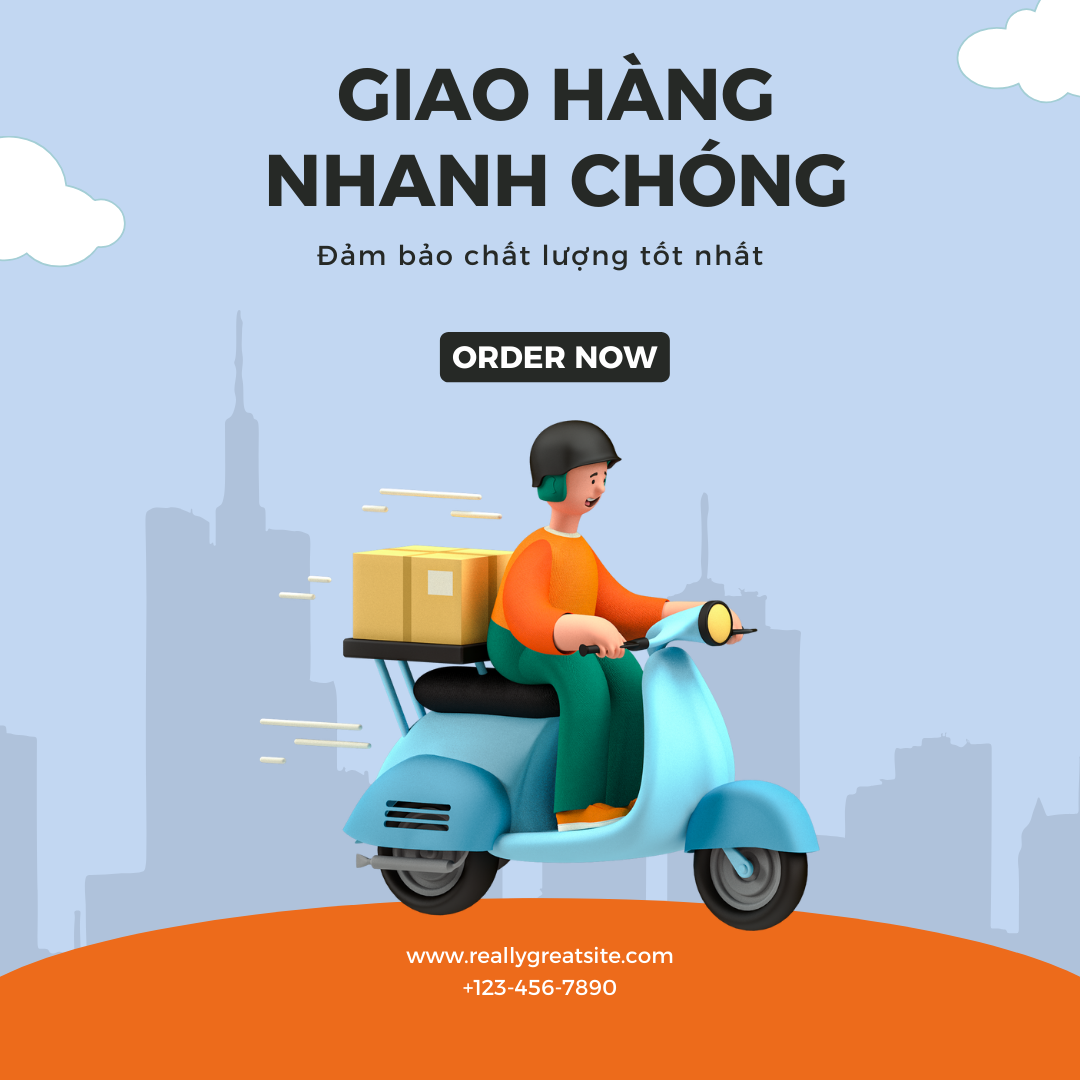 GIAO HÀNG
NHANH CHÓNG
Đảm bảo chất lượng tốt nhất
ORDER NOW
www.reallygreatsite.com
+123-456-7890